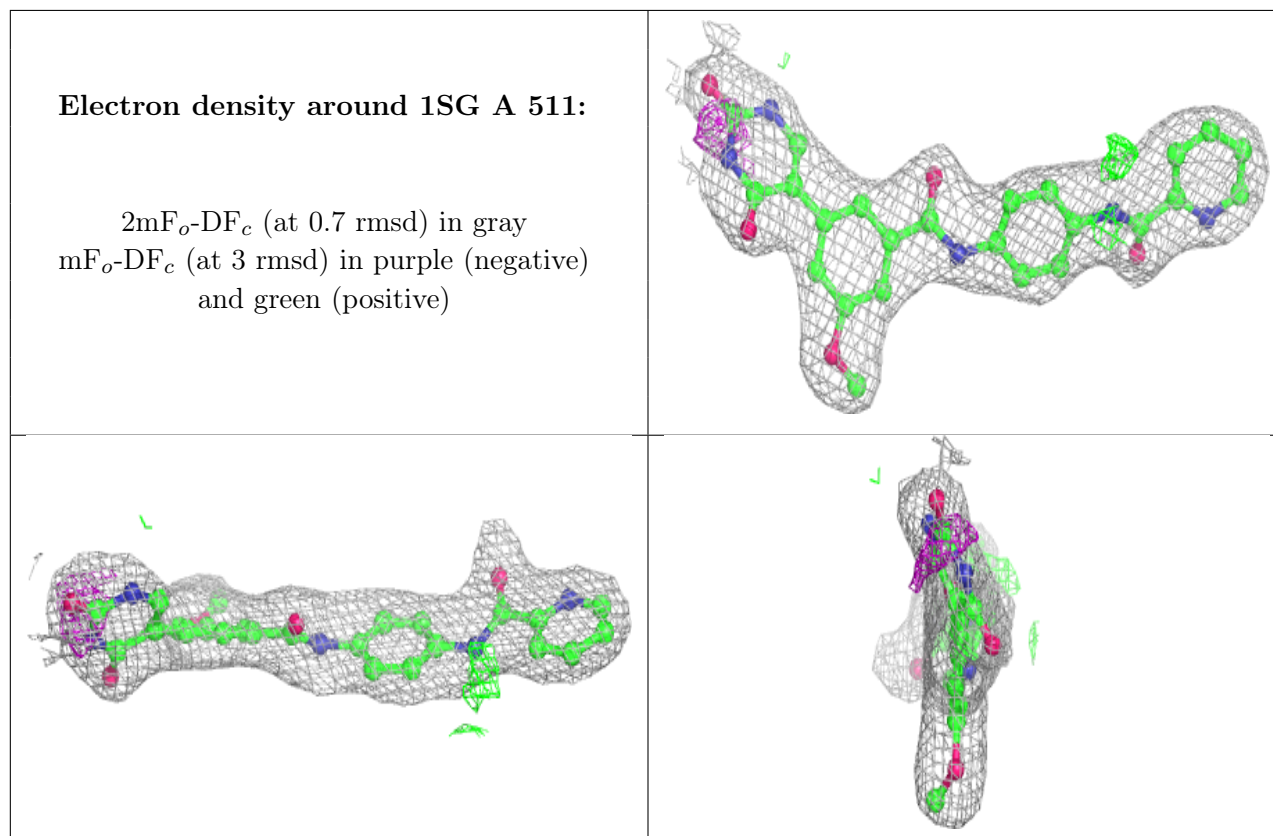 Electron density around 1SG A 511:
2mFo-DFc (at 0.7 rmsd) in gray
mFo-DFc (at 3 rmsd) in purple (negative)
and green (positive)